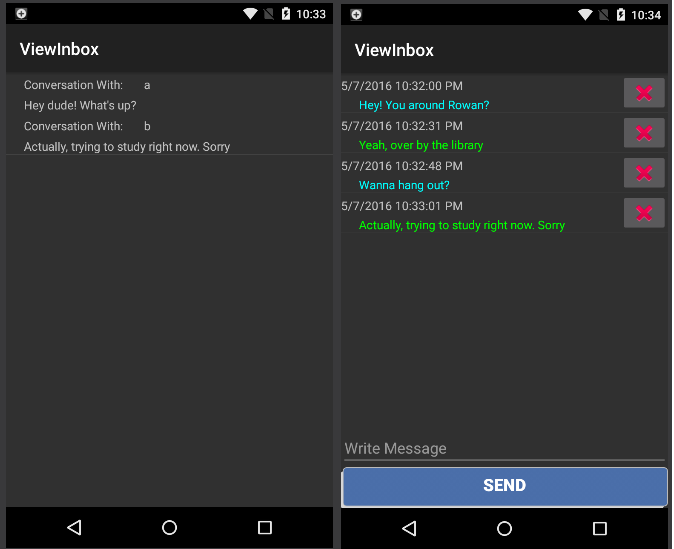 10:33
ViewInbox
Conversation With: a
Hey dude! What's up?
Conversation With: b
Actually, trying to study right now. Sorry
10:34
ViewInbox
5/7/2016 10:32:00 PM
Hey! You around Rowan?
5/7/2016 10:32:31 PM
Yeah, over by the library
5/7/2016 10:32:48 PM
Wanna hang out?
5/7/2016 10:33:01 PM
Actually, trying to study right now. Sorry
Write Message
SEND